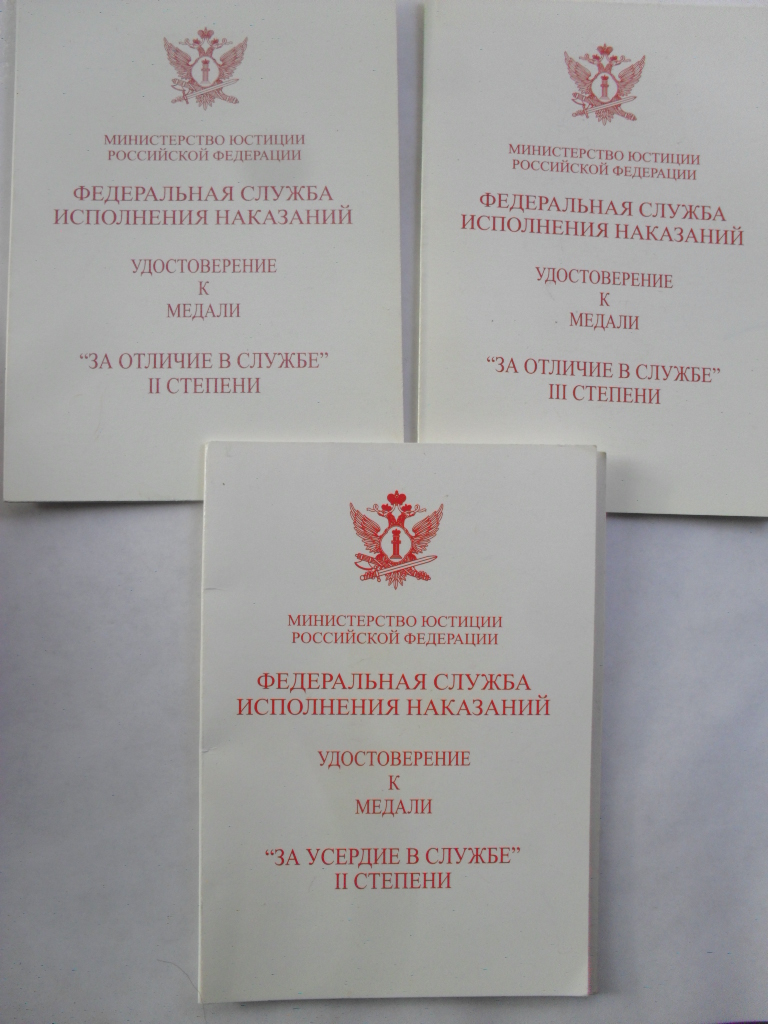 МИНИСТЕРСТВО ЮСТИЦИИ
РОССИЙСКОЙ ФЕДЕРАЦИИ
ФЕДЕРАЛЬНАЯ СЛУЖБА
ИСПОЛНЕНИЯ НАКАЗАНИЙ
УДОСТОВЕРЕНИЕ
К
МЕДАЛИ
“ЗА ОТЛИЧИЕ В СЛУЖБЕ”
II СТЕПЕНИ
МИНИСТЕРСТВО ЮСТИЦИИ
РОССИЙСКОЙ ФЕДЕРАЦИИ
ФЕДЕРАЛЬНАЯ СЛУЖБА
ИСПОЛНЕНИЯ НАКАЗАНИЙ
УДОСТОВЕРЕНИЕ
К
МЕДАЛИ
“ЗА ОТЛИЧИЕ В СЛУЖБЕ”
III СТЕПЕНИ
МИНИСТЕРСТВО ЮСТИЦИИ
РОССИЙСКОЙ ФЕДЕРАЦИИ
ФЕДЕРАЛЬНАЯ СЛУЖБА
ИСПОЛНЕНИЯ НАКАЗАНИЙ
УДОСТОВЕРЕНИЕ
К
МЕДАЛИ
“ЗА УСЕРДИЕ В СЛУЖБЕ”
II СТЕПЕНИ